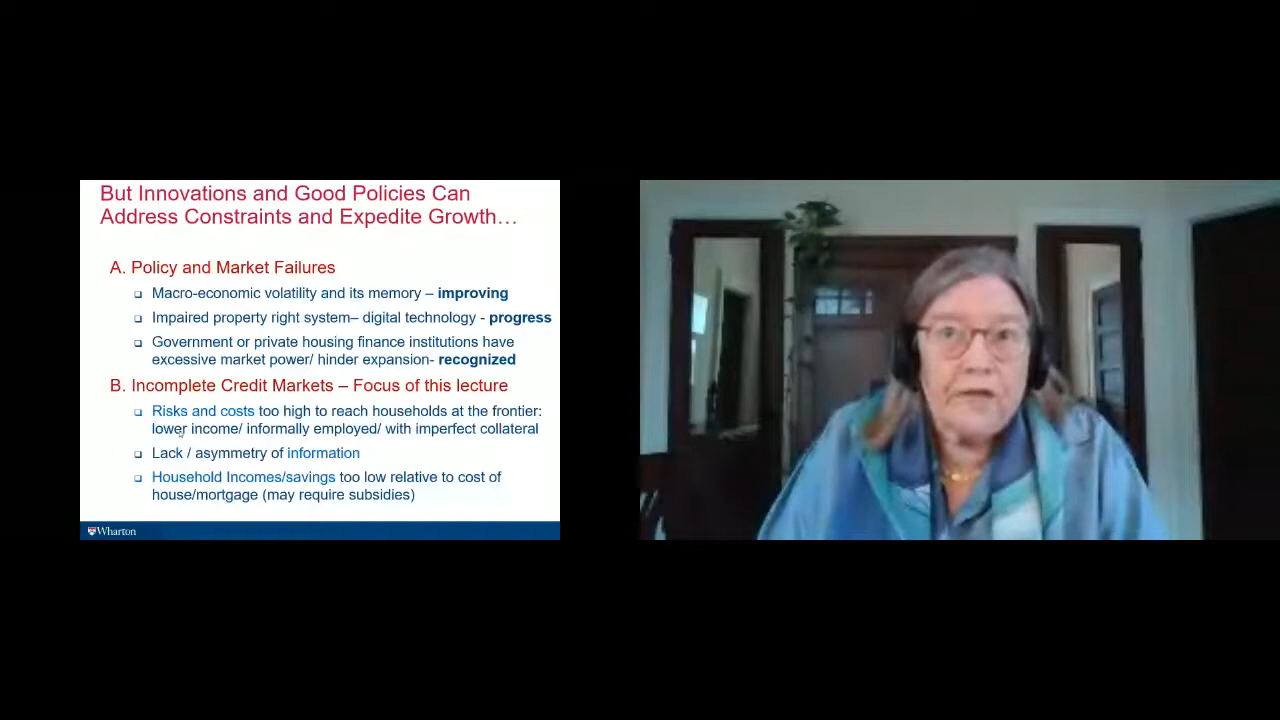 But Innovations and Good Policies Can
Address Constraints and Expedite Growth…
A. Policy and Market Failures
Macro-economic volatility and its memory – improving
Impaired property right system– digital technology - progress
Government or private housing finance institutions have
excessive market power/ hinder expansion- recognized
B. Incomplete Credit Markets – Focus of this lecture
Risks and costs too high to reach households at the frontier:
lower income/ informally employed/ with imperfect collateral
Lack / asymmetry of information
Household Incomes/savings too low relative to cost of
house/mortgage (may require subsidies)
Wharton